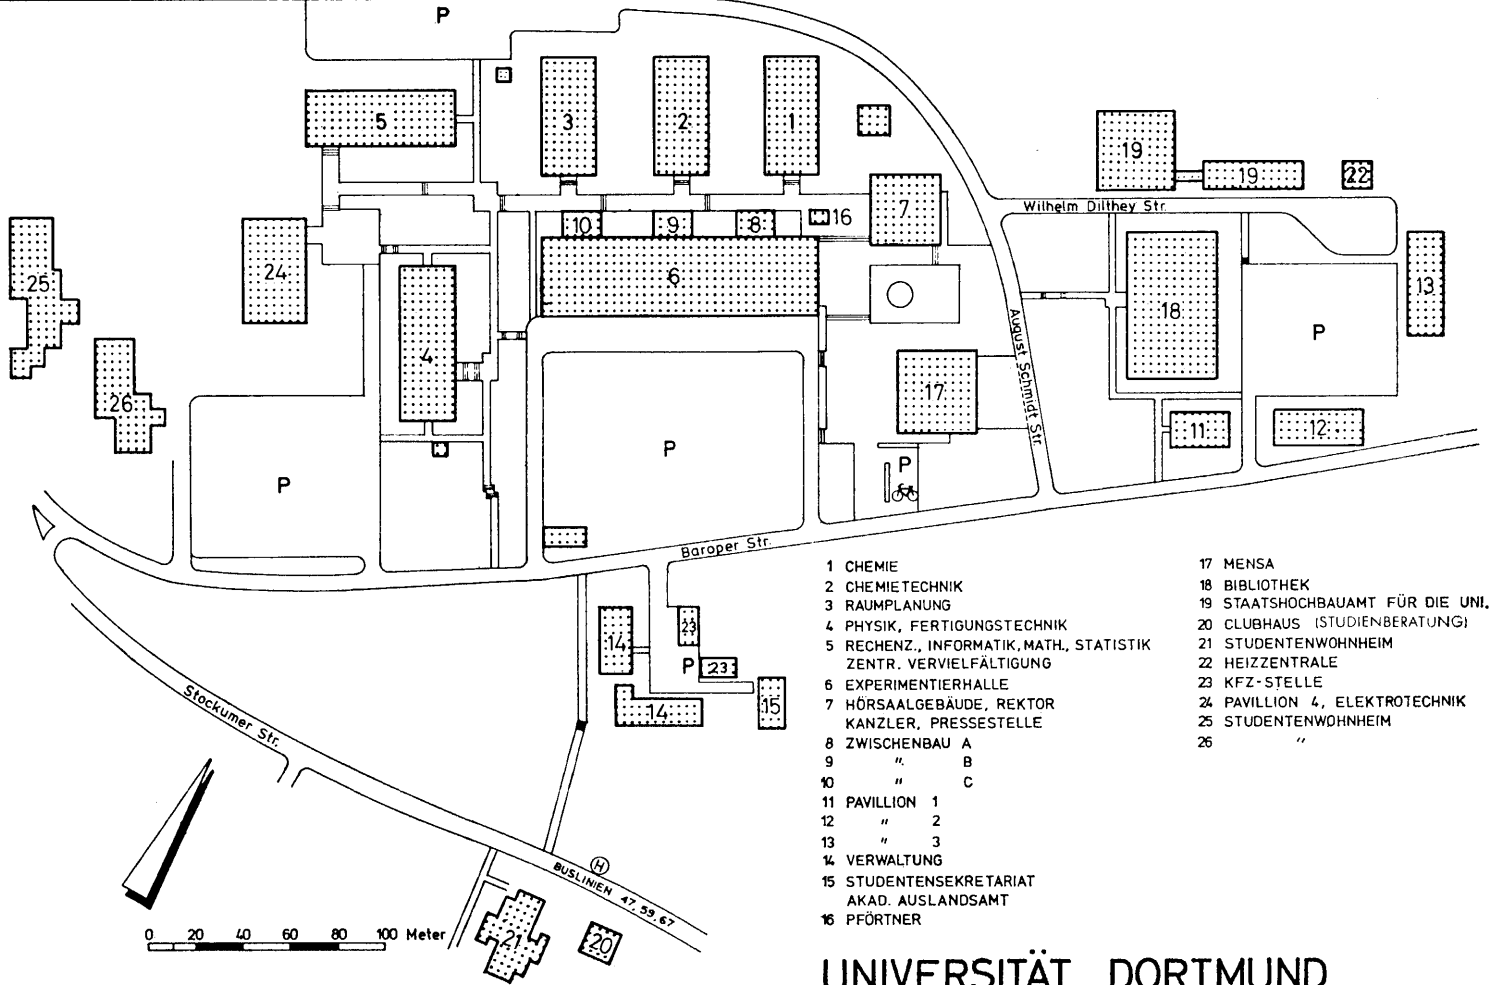 P
5
3
2
1
19
19
22
7
16
Wilhelm Dilthey Str.
10
9
8
25
24
6
13
18
P
4
August Schmidt Str.
17
26
11
12
P
P
P
Baroper Str.
14
23
P
23
14
15
Stockumer Str.
H
BUSLINIEN 47, 59, 67
21
20
0 20 40 60 80 100 Meter
1 CHEMIE
2 CHEMIETECHNIK
3 RAUMPLANUNG
4 PHYSIK, FERTIGUNGSTECHNIK
5 RECHENZ., INFORMATIK, MATH., STATISTIK
ZENTR. VERVIELFÄLTIGUNG
6 EXPERIMENTIERHALLE
7 HÖRSAALGEBÄUDE, REKTOR
KANZLER, PRESSESTELLE
8 ZWISCHENBAU A
9 " B
10 " C
11 PAVILLION 1
12 " 2
13 " 3
14 VERWALTUNG
15 STUDENTENSEKRETARIAT
AKAD. AUSLANDSAMT
16 PFÖRTNER
17 MENSA
18 BIBLIOTHEK
19 STAATSHOCHBAUAMT FÜR DIE UNI.
20 CLUBHAUS (STUDIENBERATUNG)
21 STUDENTENWOHNHEIM
22 HEIZZENTRALE
23 KFZ-STELLE
24 PAVILLION 4, ELEKTROTECHNIK
25 STUDENTENWOHNHEIM
26 "
UNIVERSITÄT DORTMUND